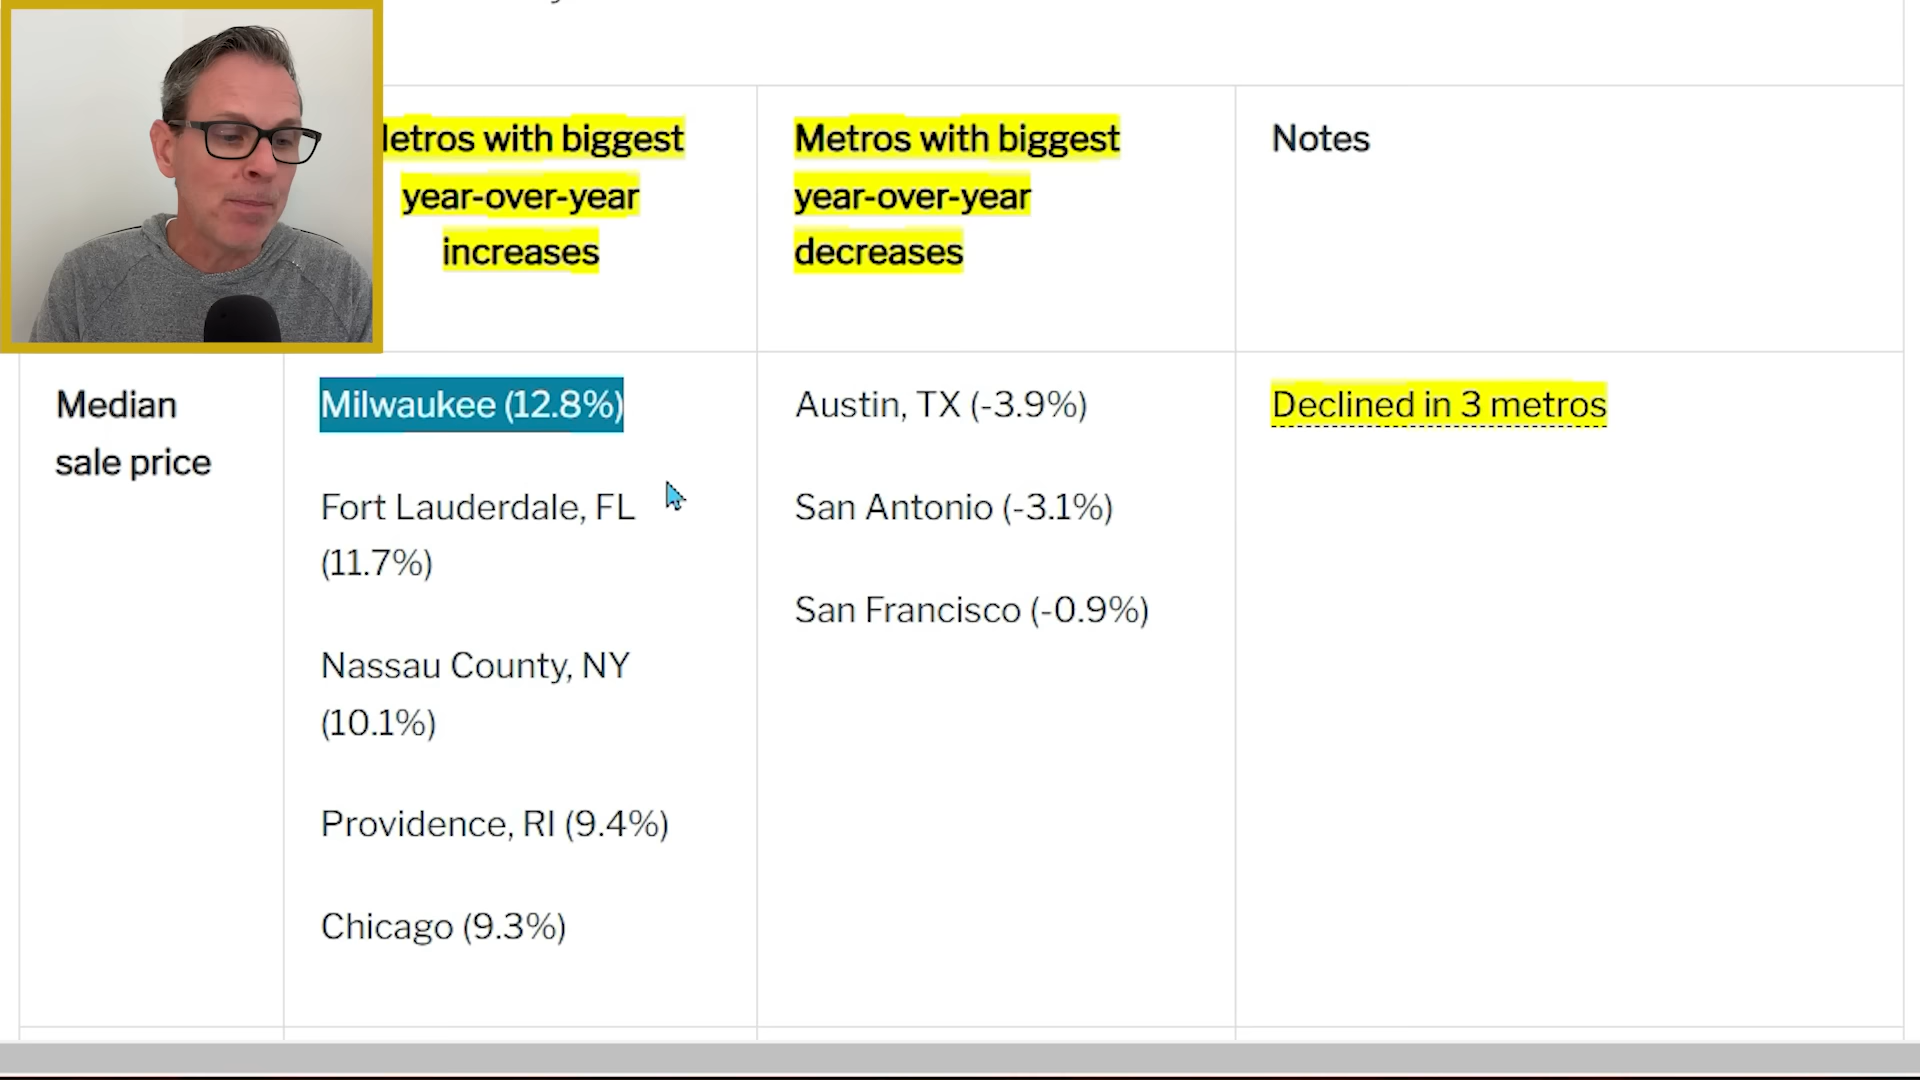 Metros with biggest
year-over-year
increases
Metros with biggest
year-over-year
decreases
Notes
Median
sale price
Milwaukee (12.8%)
Fort Lauderdale, FL
(11.7%)
Nassau County, NY
(10.1%)
Providence, RI (9.4%)
Chicago (9.3%)
Austin, TX (-3.9%)
San Antonio (-3.1%)
San Francisco (-0.9%)
Declined in 3 metros